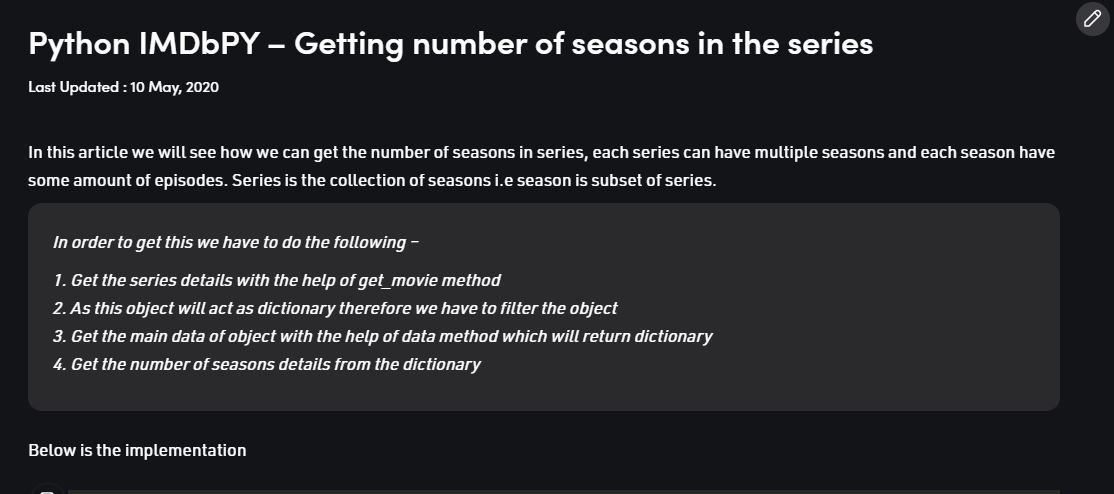 Python IMDbPY – Getting number of seasons in the series
Last Updated : 10 May, 2020
In this article we will see how we can get the number of seasons in series, each series can have multiple seasons and each season have
some amount of episodes. Series is the collection of seasons i.e season is subset of series.
In order to get this we have to do the following –
1. Get the series details with the help of get_movie method
2. As this object will act as dictionary therefore we have to filter the object
3. Get the main data of object with the help of data method which will return dictionary
4. Get the number of seasons details from the dictionary
Below is the implementation